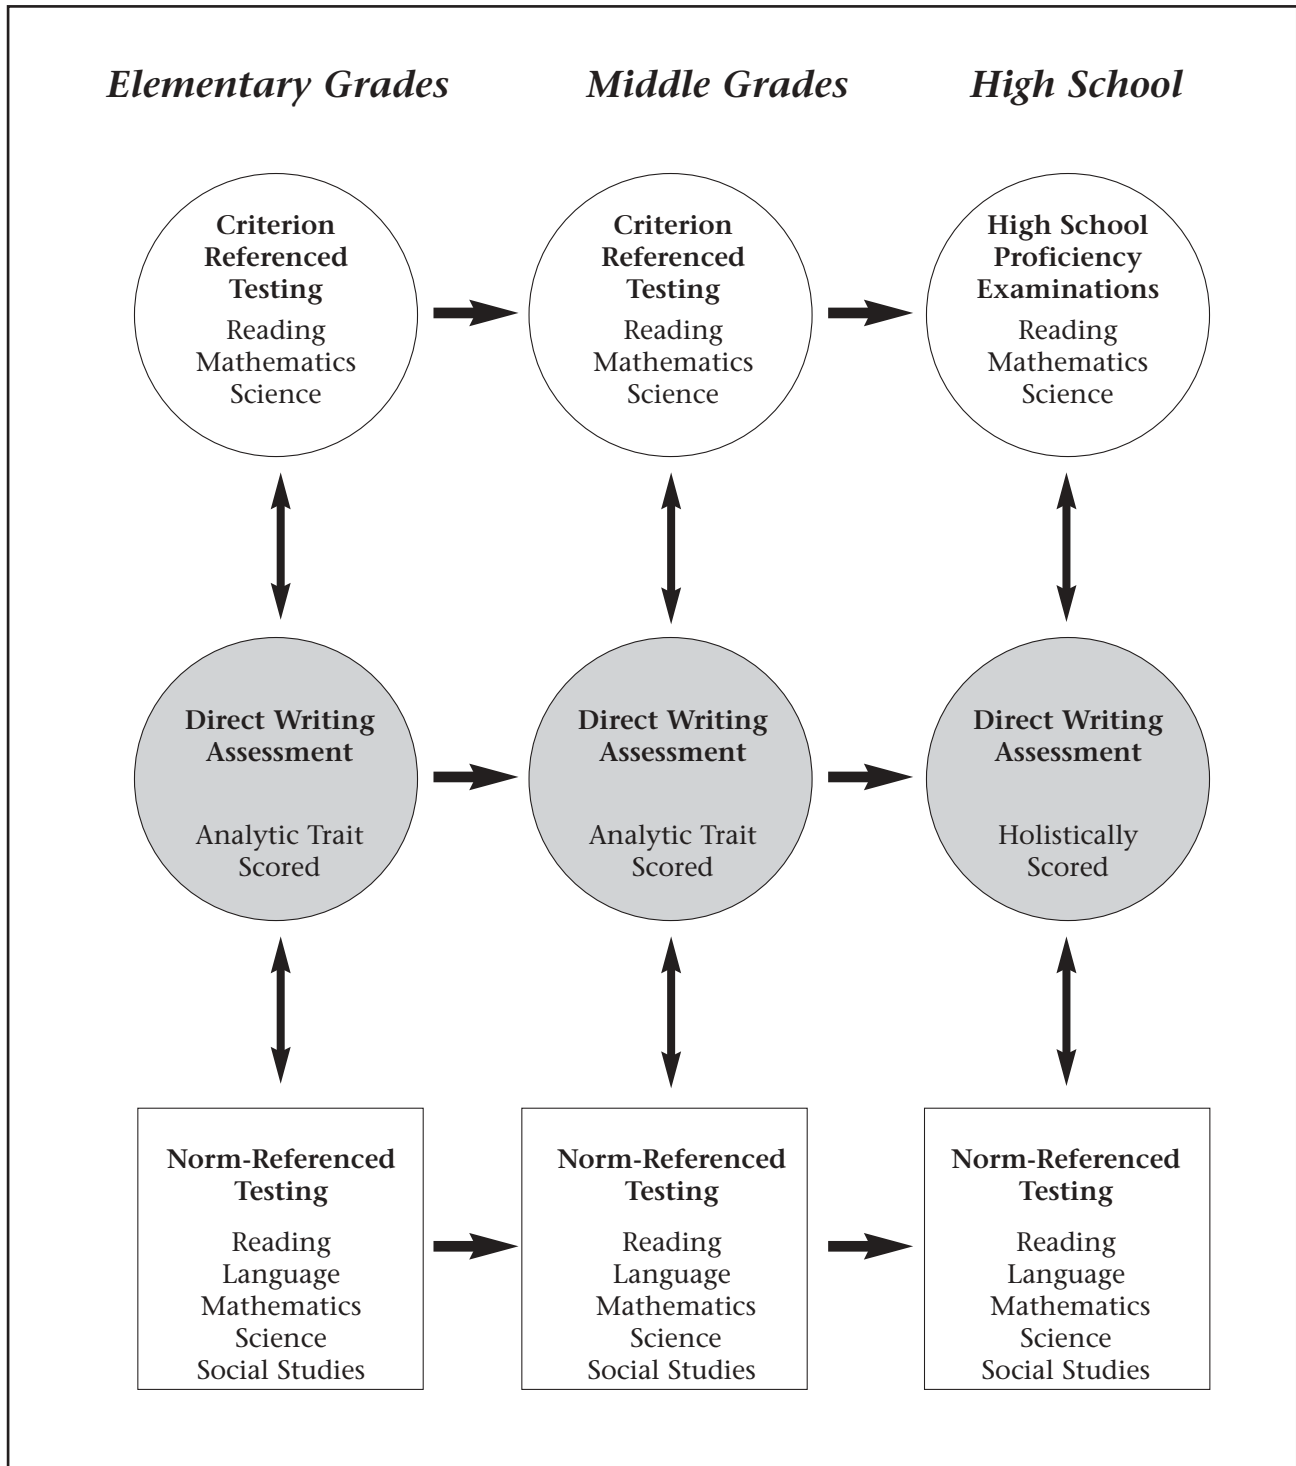 Elementary Grades
Middle Grades
High School
Criterion
Referenced
Testing
Reading
Mathematics
Science
Criterion
Referenced
Testing
Reading
Mathematics
Science
High School
Proficiency
Examinations
Reading
Mathematics
Science
Direct Writing
Assessment
Analytic Trait
Scored
Direct Writing
Assessment
Analytic Trait
Scored
Direct Writing
Assessment
Holistically
Scored
Norm-Referenced
Testing
Reading
Language
Mathematics
Science
Social Studies
Norm-Referenced
Testing
Reading
Language
Mathematics
Science
Social Studies
Norm-Referenced
Testing
Reading
Language
Mathematics
Science
Social Studies